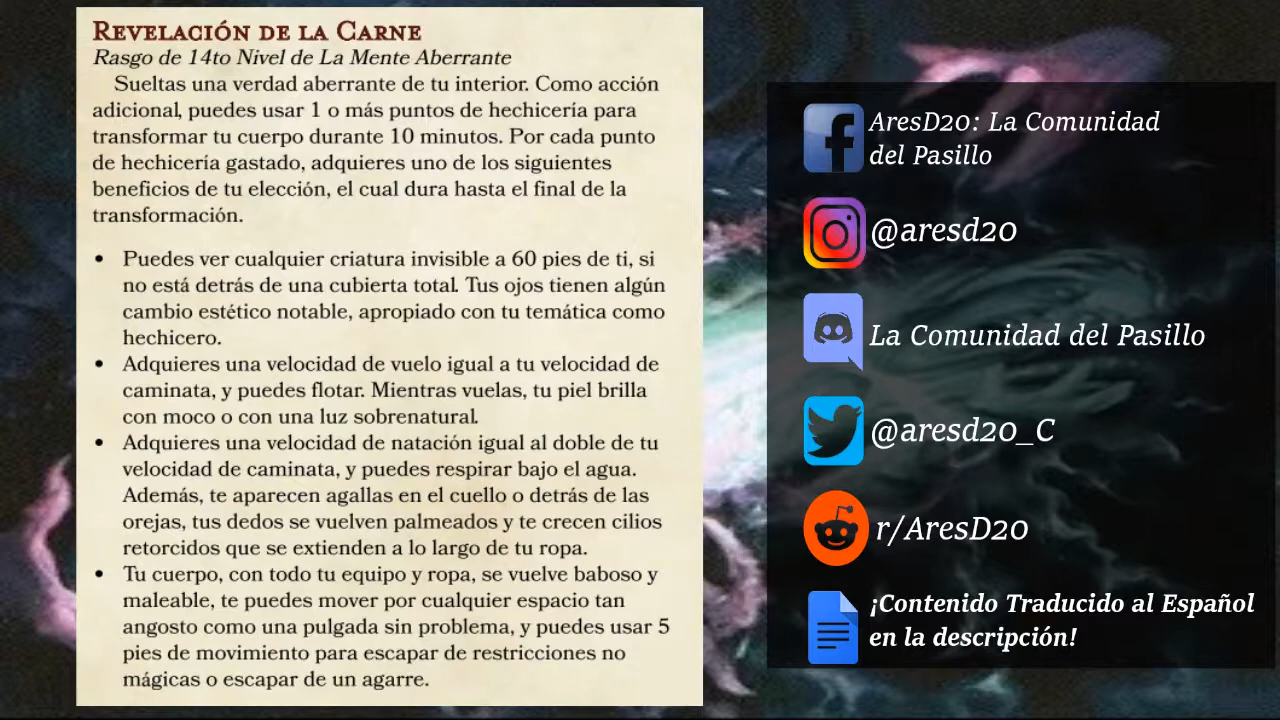 Revelación de la Carne
Rasgo de 14to Nivel de La Mente Aberrante
Sueltas una verdad aberrante de tu interior. Como acción
adicional, puedes usar 1 o más puntos de hechicería para
transformar tu cuerpo durante 10 minutos. Por cada punto
de hechicería gastado, adquieres uno de los siguientes
beneficios de tu elección, el cual dura hasta el final de la
transformación.
• Puedes ver cualquier criatura invisible a 60 pies de ti, si
no está detrás de una cubierta total. Tus ojos tienen algún
cambio estético notable, apropiado con tu temática como
hechicero.
• Adquieres una velocidad de vuelo igual a tu velocidad de
caminata, y puedes flotar. Mientras vuelas, tu piel brilla
con moco o con una luz sobrenatural.
• Adquieres una velocidad de natación igual al doble de tu
velocidad de caminata, y puedes respirar bajo el agua.
Además, te aparecen agallas en el cuello o detrás de las
orejas, tus dedos se vuelven palmeados y te crecen cilios
retorcidos que se extienden a lo largo de tu ropa.
• Tu cuerpo, con todo tu equipo y ropa, se vuelve baboso y
maleable, te puedes mover por cualquier espacio tan
angosto como una pulgada sin problema, y puedes usar 5
pies de movimiento para escapar de restricciones no
mágicas o escapar de un agarre.
AresD20: La Comunidad
del Pasillo
@aresd20
La Comunidad del Pasillo
@aresd20_C
r/AresD20
¡Contenido Traducido al Español
en la descripción!